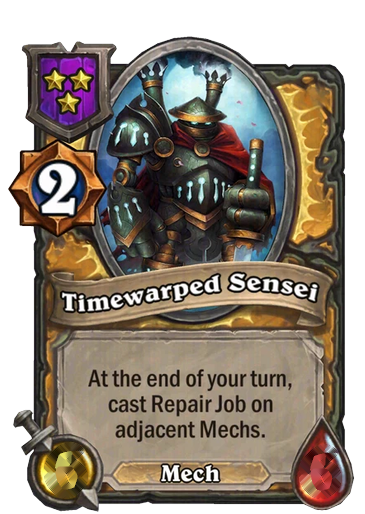 2
Timewarped Sensei
At the end of your turn,
cast Repair Job on
adjacent Mechs.
Mech